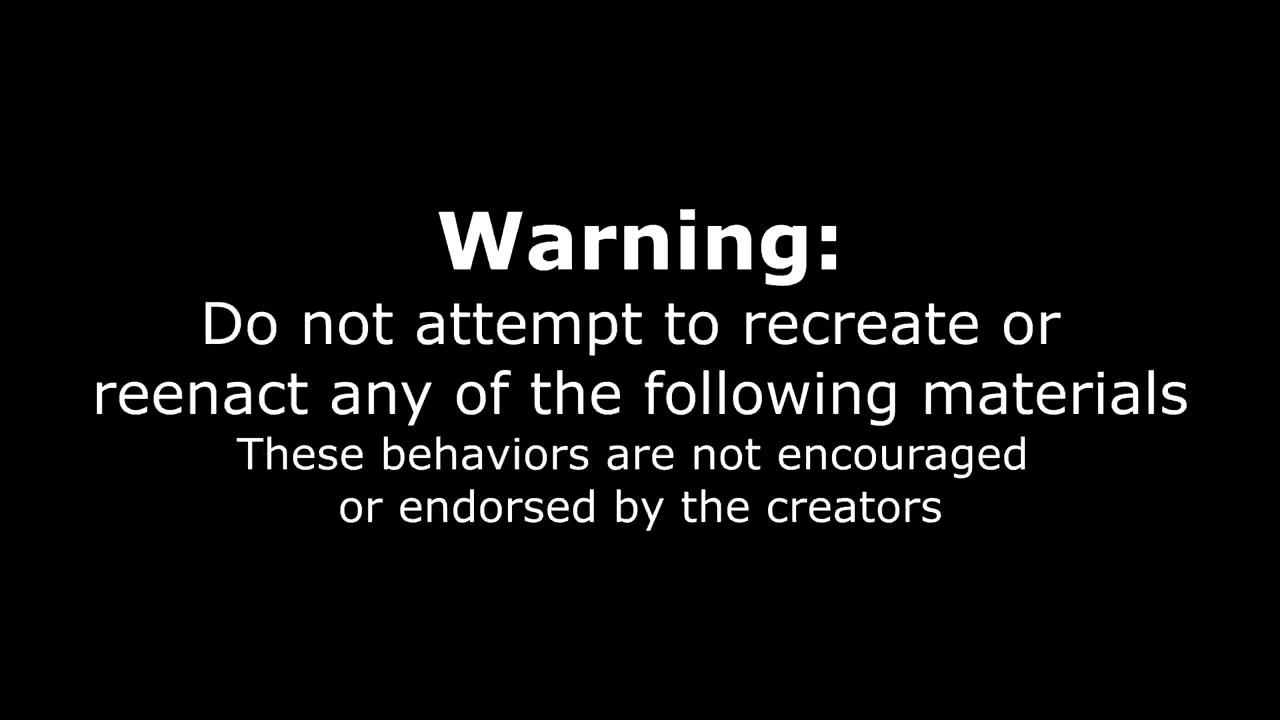 Warning:
Do not attempt to recreate or
reenact any of the following materials
These behaviors are not encouraged
or endorsed by the creators